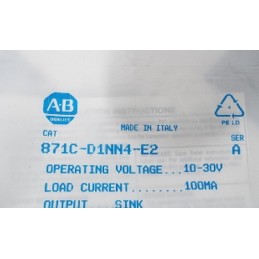 A-B
QUALITY
PE LD
MADE IN ITALY
CAT SER
871C-D1NN4-E2 A
OPERATING VOLTAGE...10-30V
LOAD CURRENT.......100MA
OUTPUT SINK